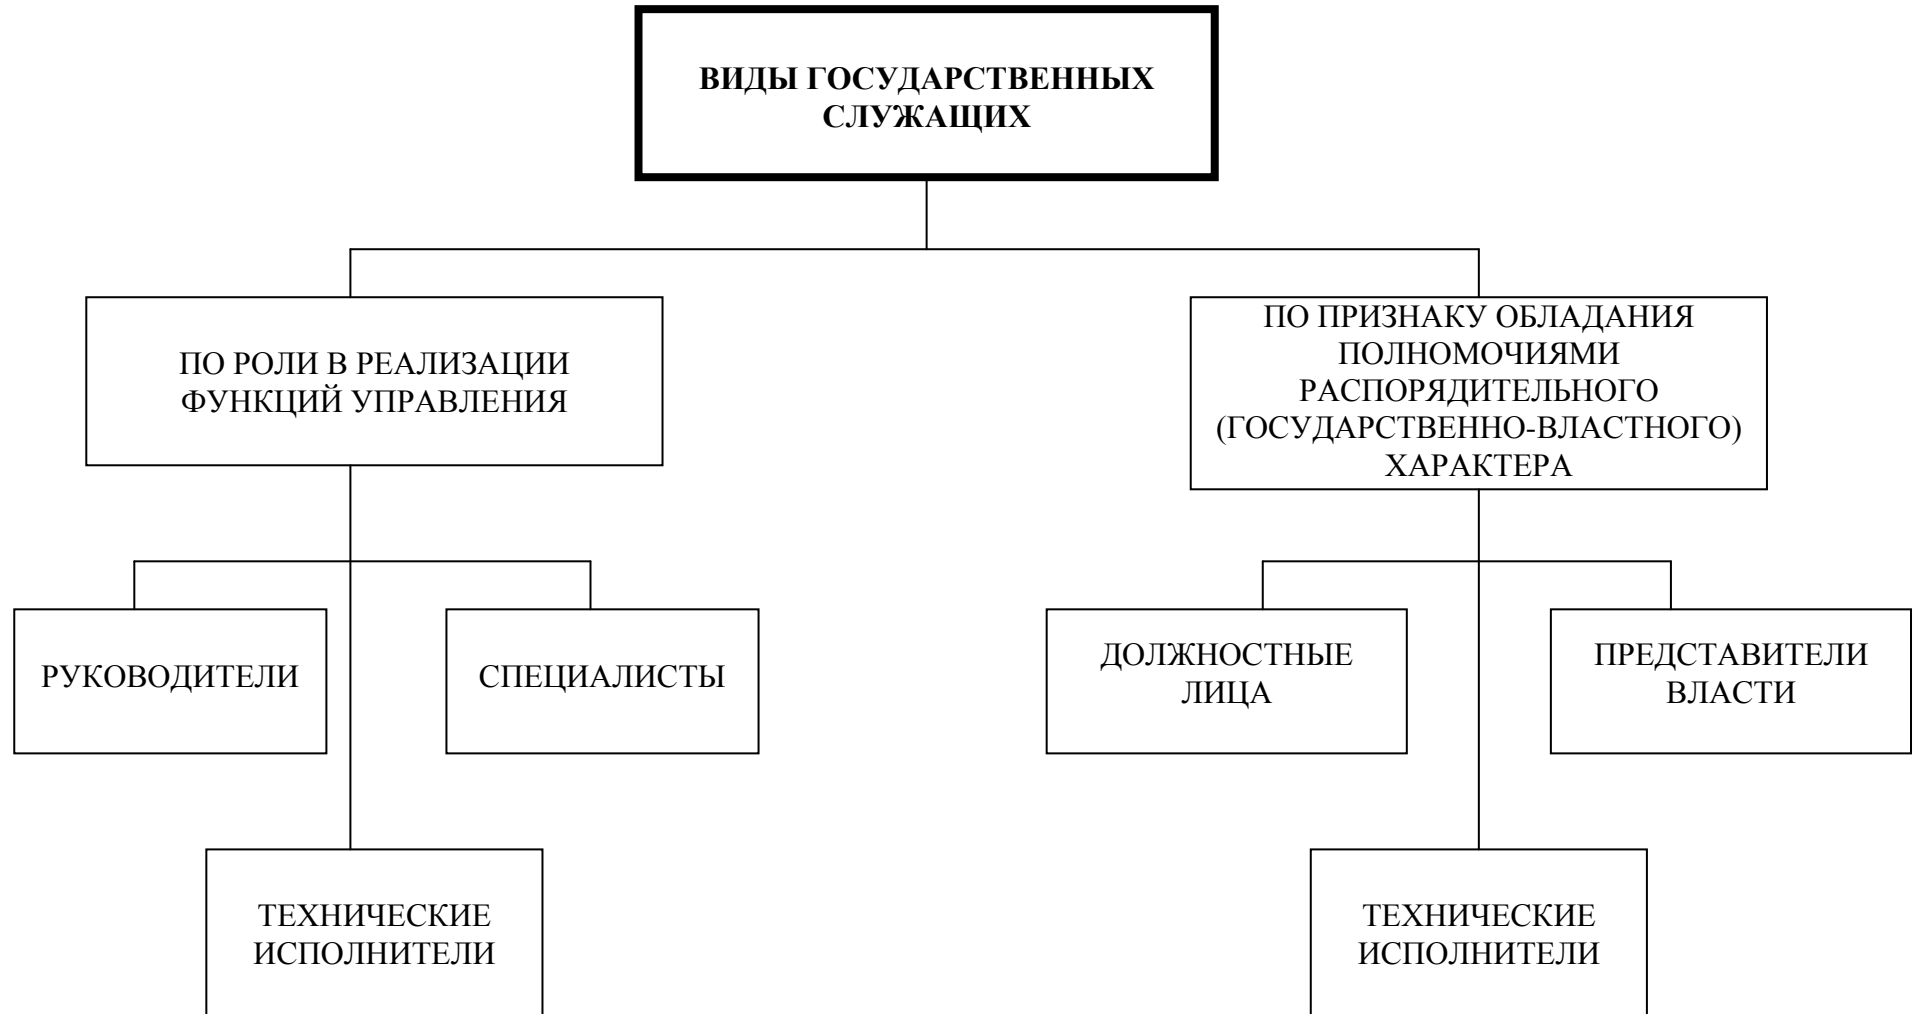 ВИДЫ ГОСУДАРСТВЕННЫХ
СЛУЖАЩИХ
ПО РОЛИ В РЕАЛИЗАЦИИ
ФУНКЦИЙ УПРАВЛЕНИЯ
ПО ПРИЗНАКУ ОБЛАДАНИЯ
ПОЛНОМОЧИЯМИ
РАСПОРЯДИТЕЛЬНОГО
(ГОСУДАРСТВЕННО-ВЛАСТНОГО)
ХАРАКТЕРА
РУКОВОДИТЕЛИ
СПЕЦИАЛИСТЫ
ДОЛЖНОСТНЫЕ
ЛИЦА
ПРЕДСТАВИТЕЛИ
ВЛАСТИ
ТЕХНИЧЕСКИЕ
ИСПОЛНИТЕЛИ
ТЕХНИЧЕСКИЕ
ИСПОЛНИТЕЛИ